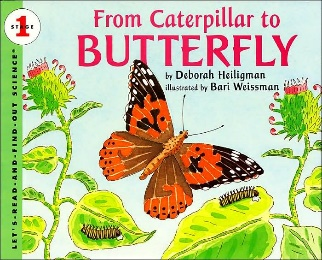 STAGE
1
From Caterpillar to
BUTTERFLY
by Deborah Heiligman
illustrated by Bari Weissman
LET'S-READ-AND-FIND-OUT SCIENCE®